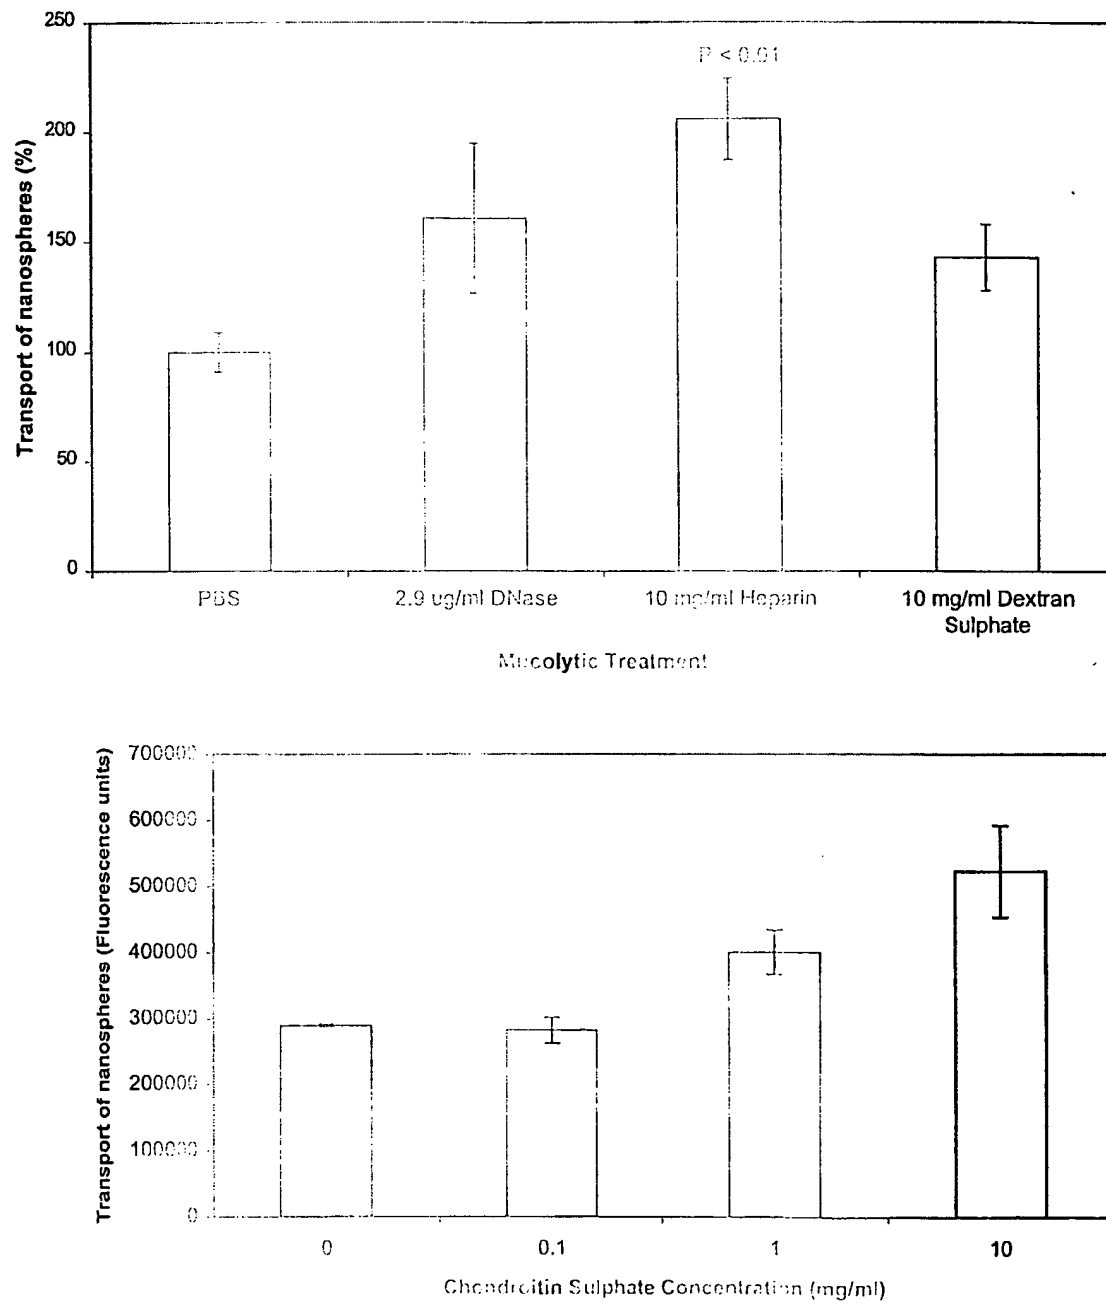 250
P < 0.01
200
150
100
50
0
Transport of nanospheres (%)
PBS
2.9 ug/ml DNase
10 mg/ml Heparin
10 mg/ml Dextran
Sulphate
Mucolytic Treatment
700000
600000
500000
400000
300000
200000
100000
0
Transport of nanospheres (Fluorescence units)
0
0.1
1
10
Chondroitin Sulphate Concentration (mg/ml)